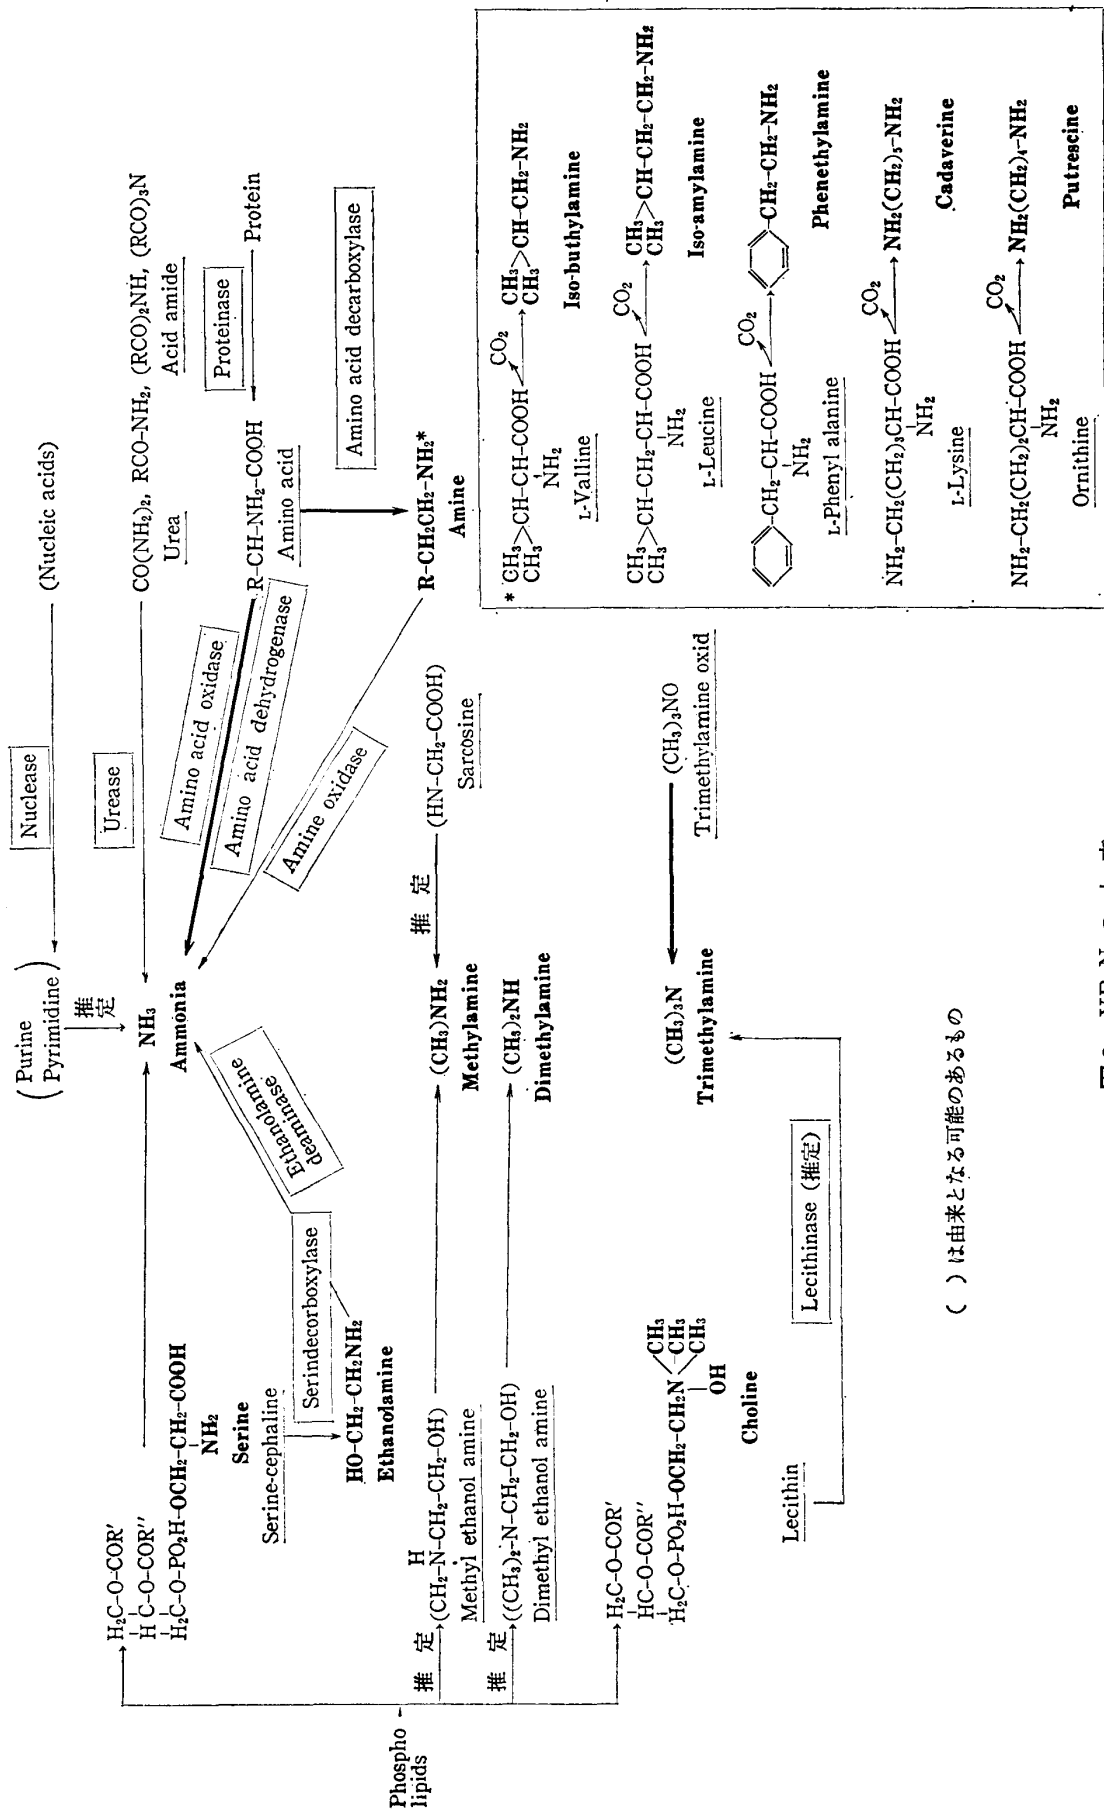 (Nucleic acids)
Nuclease
(Purine
Pyrimidine)
推定
CO(NH₂)₂, RCO-NH₂, (RCO)₂NH, (RCO)₃N
Urea
Acid amide
Urease
NH₃
Ammonia
Proteinase
Protein
R-CH-NH₂-COOH
Amino acid
Amino acid oxidase
Amino acid dehydrogenase
Amino acid decarboxylase
R-CH₂CH₂-NH₂*
Amine
Amine oxidase
Ethanolamine
deaminase
H₂C-O-COR′
HC-O-COR″
H₂C-O-PO₂H-OCH₂-CH₂-COOH
NH₂
Serine
Serine-cephaline
Serindecorboxylase
HO-CH₂-CH₂NH₂
Ethanolamine
Phospho
lipids
推定
H
(CH₂-N-CH₂-CH₂-OH)
Methyl ethanol amine
(CH₃)NH₂
Methylamine
推定
(HN-CH₂-COOH)
Sarcosine
推定
((CH₃)₂-N-CH₂-CH₂-OH)
Dimethyl ethanol amine
(CH₃)₂NH
Dimethylamine
H₂C-O-COR′
HC-O-COR″
H₂C-O-PO₂H-OCH₂-CH₂N
CH₃
CH₃
CH₃
OH
Choline
Lecithin
Lecithinase (推定)
(CH₃)₃N
Trimethylamine
(CH₃)₃NO
Trimethylamine oxid
* CH₃
CH₃>CH-CH-COOH
NH₂
L-Valline
CO₂
CH₃
CH₃>CH-CH₂-NH₂
Iso-buthylamine
CH₃
CH₃>CH-CH₂-CH-COOH
NH₂
L-Leucine
CO₂
CH₃
CH₃>CH-CH₂-CH₂-NH₂
Iso-amylamine
-CH₂-CH-COOH
NH₂
L-Phenyl alanine
CO₂
-CH₂-CH₂-NH₂
Phenethylamine
NH₂-CH₂(CH₂)₃CH-COOH
NH₂
L-Lysine
CO₂
NH₂(CH₂)₅-NH₂
Cadaverine
NH₂-CH₂(CH₂)₂CH-COOH
NH₂
Ornithine
CO₂
NH₂(CH₂)₄-NH₂
Putrescine
( )は由来となる可能のあるもの